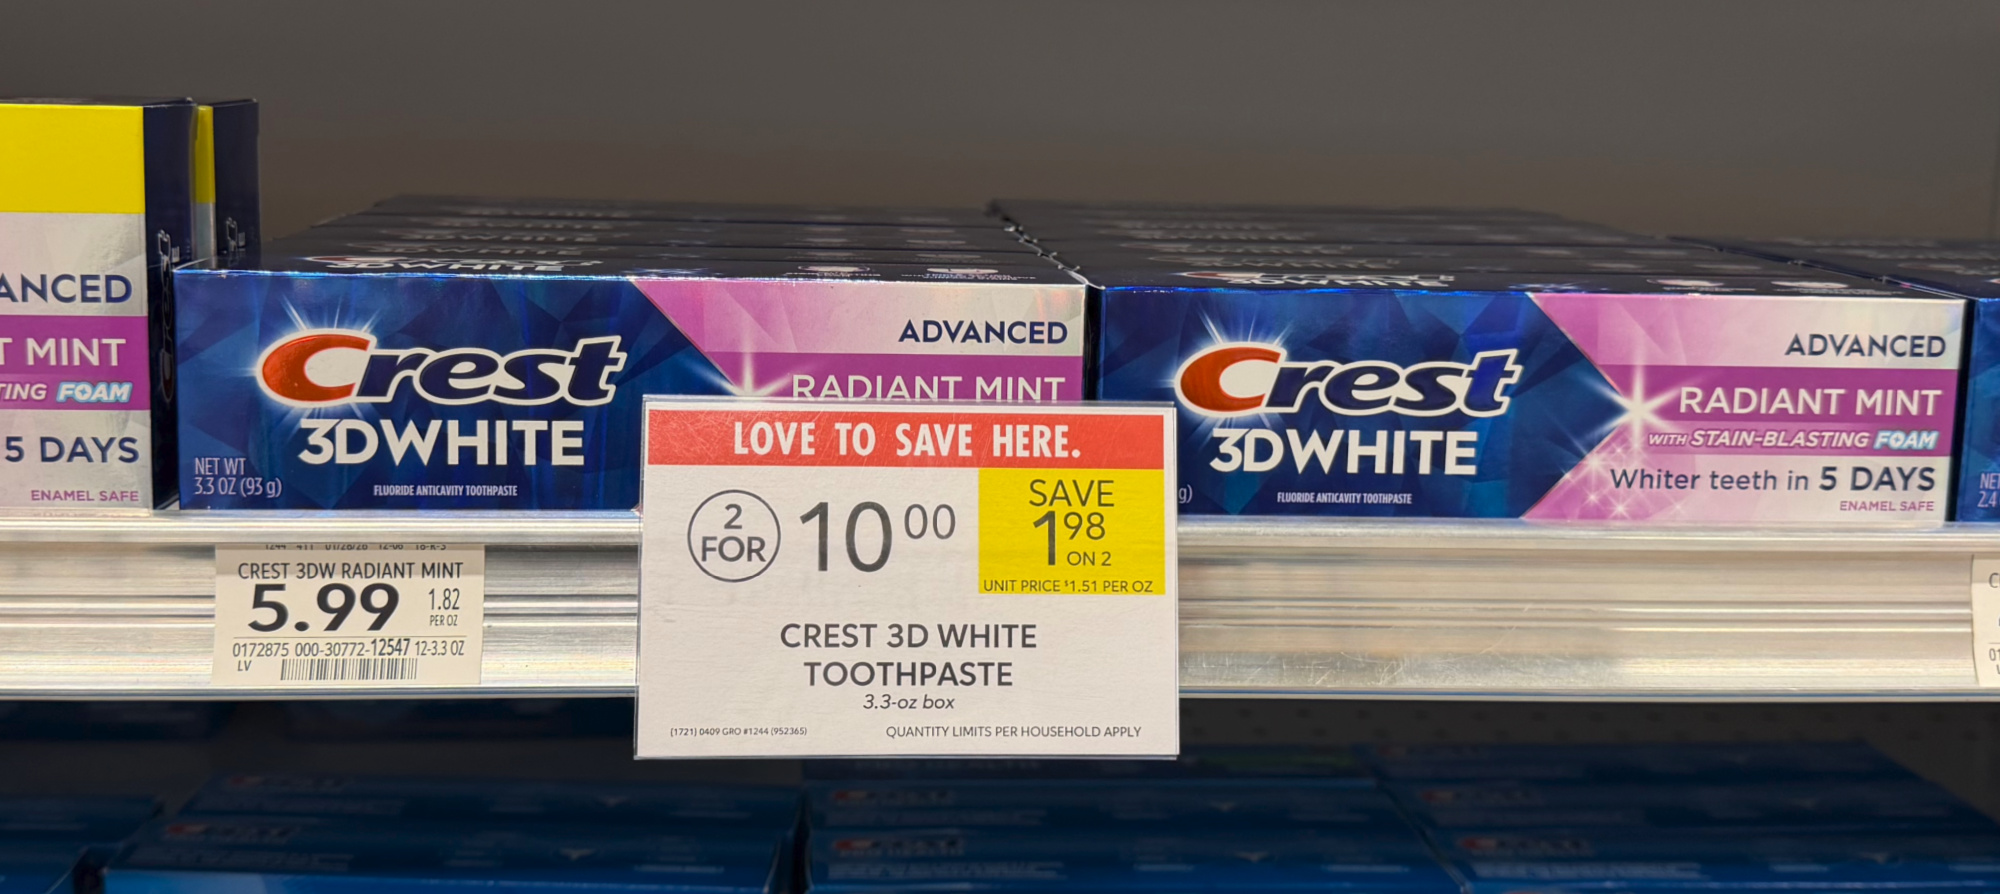 ANCED
T MINT
TING FOAM
5 DAYS
ENAMEL SAFE
3DWHITE
Crest
3DWHITE
NET WT
3.3 OZ (93 g)
FLUORIDE ANTICAVITY TOOTHPASTE
ADVANCED
RADIANT MINT
3DWHITE
Crest
3DWHITE
g)
FLUORIDE ANTICAVITY TOOTHPASTE
ADVANCED
RADIANT MINT
WITH STAIN-BLASTING FOAM
Whiter teeth in 5 DAYS
ENAMEL SAFE
NE
2.4
LOVE TO SAVE HERE.
2 FOR 10 00
SAVE
1 98
ON 2
UNIT PRICE $1.51 PER OZ
CREST 3D WHITE
TOOTHPASTE
3.3-oz box
(1721) 0409 GRO #1244 (952365) QUANTITY LIMITS PER HOUSEHOLD APPLY
CREST 3DW RADIANT MINT
5.99 1.82
PER OZ
0172875 000-30772-12547 12-3.3 OZ
LV